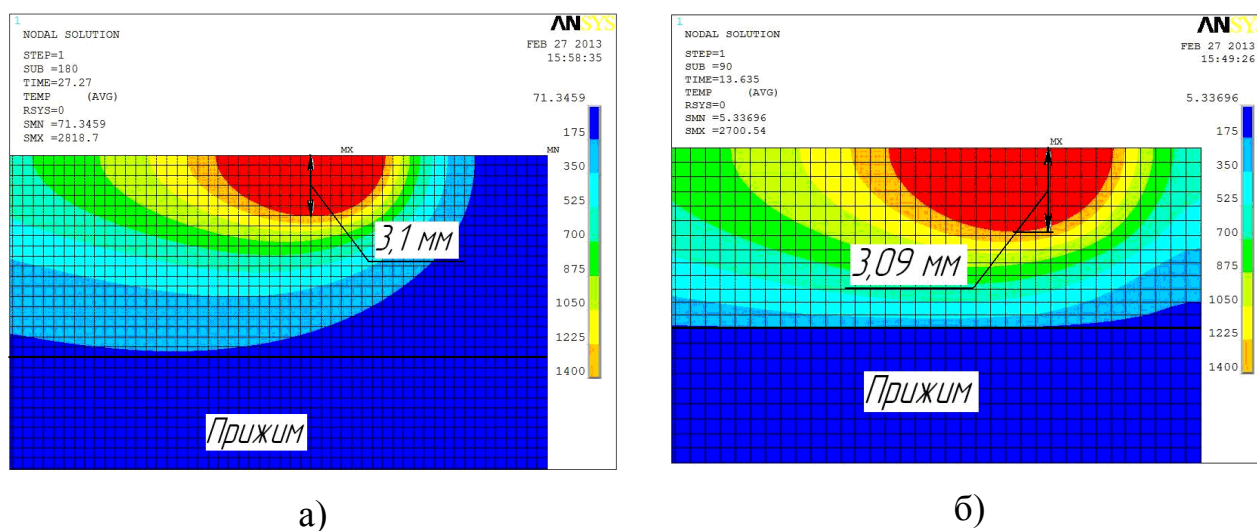 1
ANSYS
NODAL SOLUTION
FEB 27 2013
15:58:35
STEP=1
SUB =180
TIME=27.27
TEMP (AVG)
RSYS=0
SMN =71.3459
SMX =2818.7
71.3459
175
350
525
700
875
1050
1225
1400
MX
MN
3,1 мм
Прижим
а)
1
ANSYS
NODAL SOLUTION
FEB 27 2013
15:49:26
STEP=1
SUB =90
TIME=13.635
TEMP (AVG)
RSYS=0
SMN =5.33696
SMX =2700.54
5.33696
175
350
525
700
875
1050
1225
1400
MX
3,09 мм
Прижим
б)